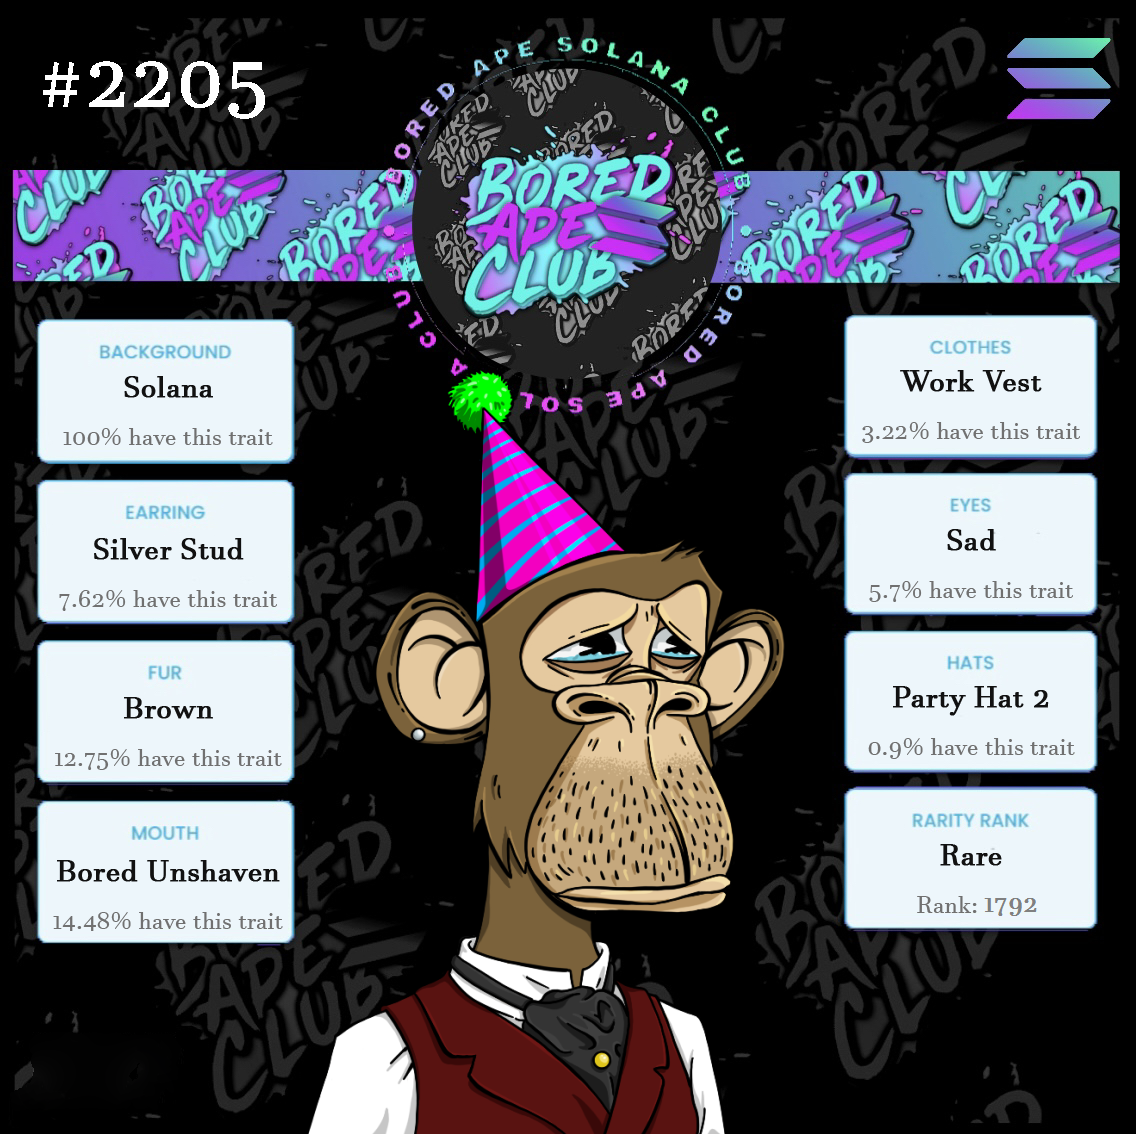 #2205
BORED APE SOLANA CLUB
BORED
APE
CLUB
BACKGROUND
Solana
100% have this trait
EARRING
Silver Stud
7.62% have this trait
FUR
Brown
12.75% have this trait
MOUTH
Bored Unshaven
14.48% have this trait
CLOTHES
Work Vest
3.22% have this trait
EYES
Sad
5.7% have this trait
HATS
Party Hat 2
0.9% have this trait
RARITY RANK
Rare
Rank: 1792